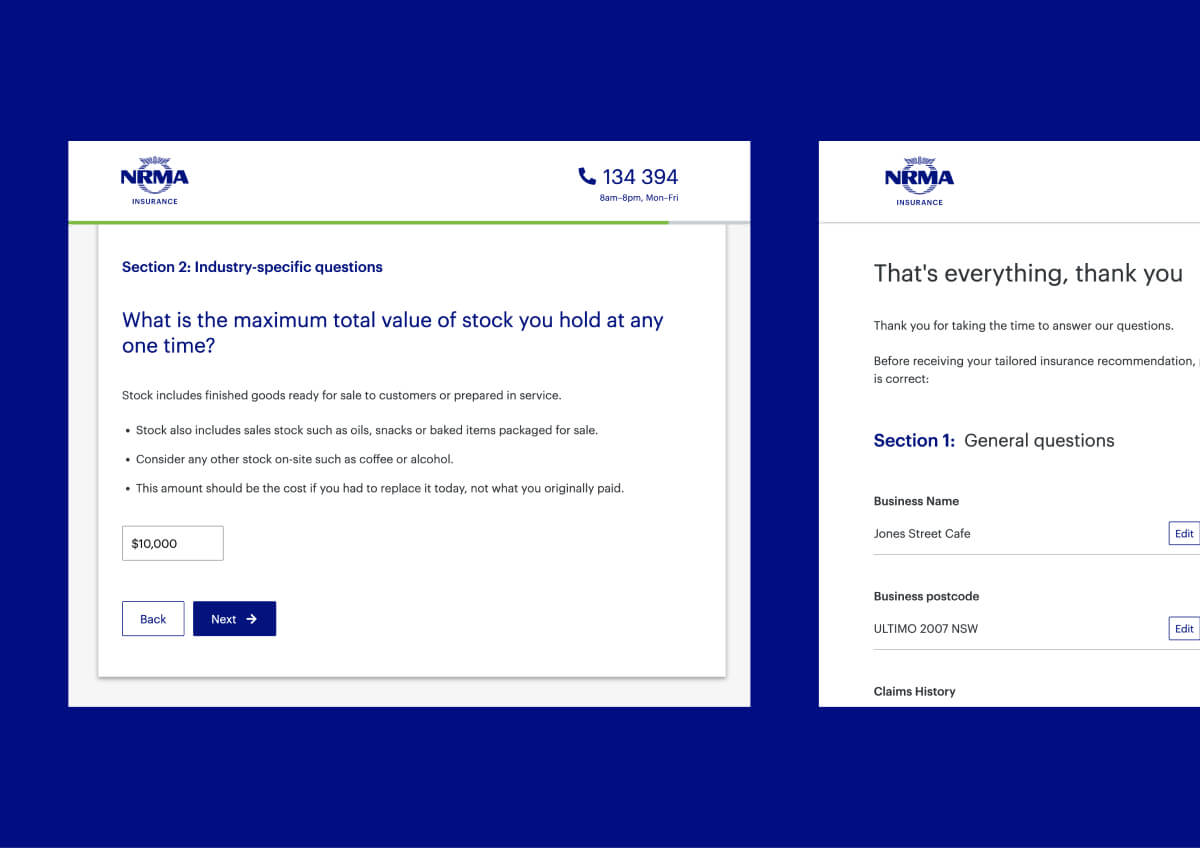 NRMA
INSURANCE
134 394
8am–8pm, Mon–Fri
Section 2: Industry-specific questions
What is the maximum total value of stock you hold at any
one time?
Stock includes finished goods ready for sale to customers or prepared in service.
• Stock also includes sales stock such as oils, snacks or baked items packaged for sale.
• Consider any other stock on-site such as coffee or alcohol.
• This amount should be the cost if you had to replace it today, not what you originally paid.
$10,000
Back
Next →
NRMA
INSURANCE
That's everything, thank you
Thank you for taking the time to answer our questions.
Before receiving your tailored insurance recommendation,
is correct:
Section 1: General questions
Business Name
Jones Street Cafe
Edit
Business postcode
ULTIMO 2007 NSW
Edit
Claims History